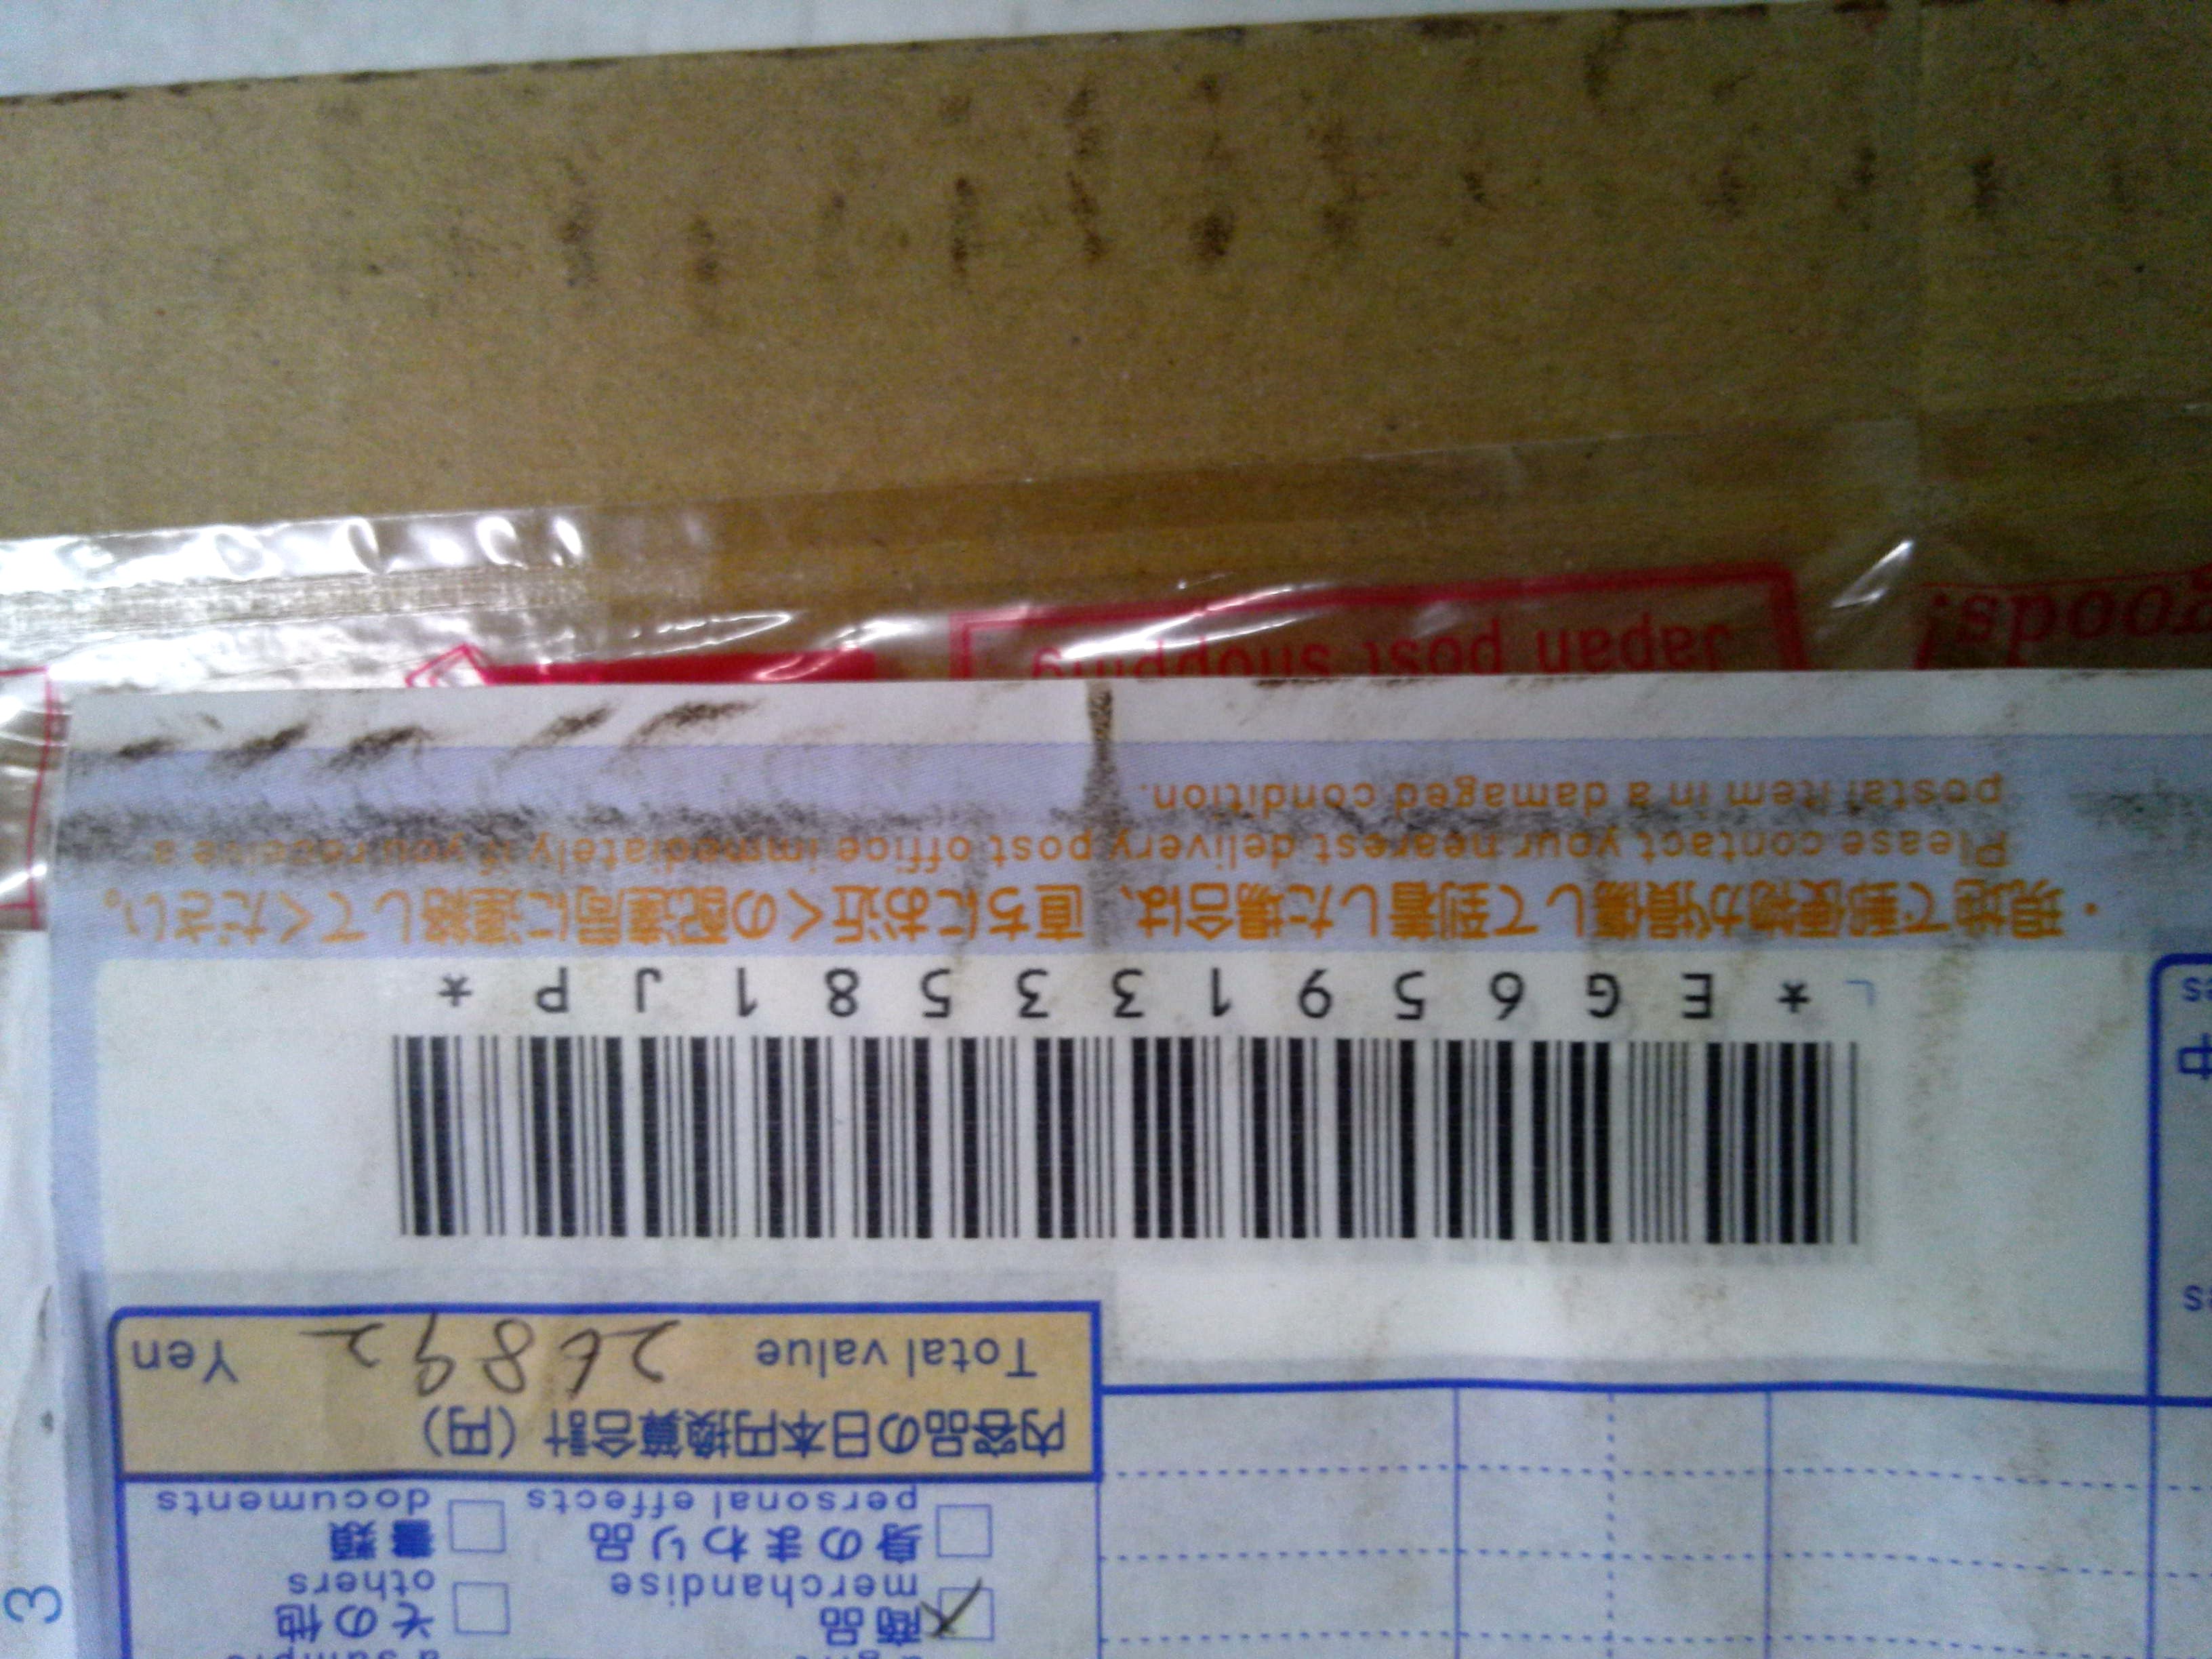 商品 その他
merchandise others
身のまわり品 書類
personal effects documents
内容品の日本円換算合計(円)
Total value 26892 Yen
*EG659133581JP*
・現地で郵便物が損傷して到着した場合は、直ちにお近くの配達局に連絡してください。
Please contact your nearest delivery post office immediately if you receive a
postal item in a damaged condition.
Japan post shopping
3